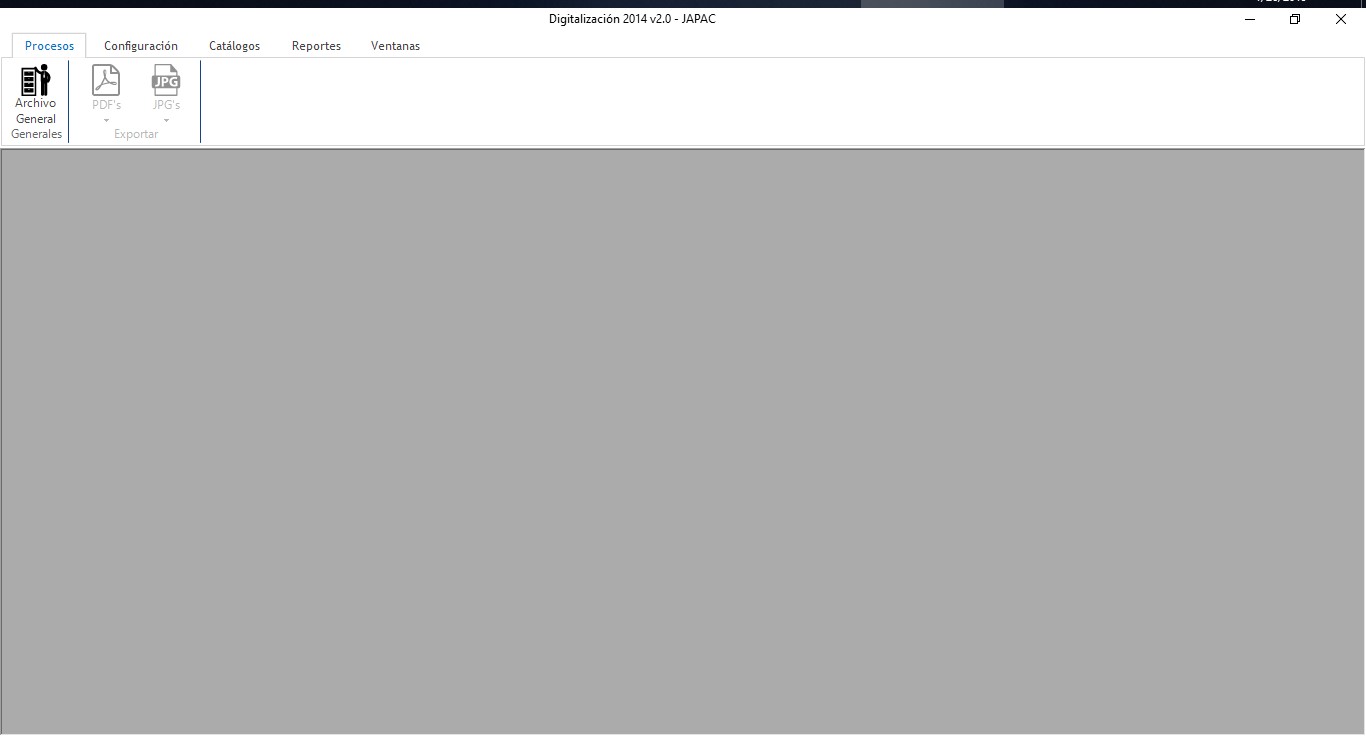 Digitalización 2014 v2.0 - JAPAC
Procesos Configuración Catálogos Reportes Ventanas
JPG
Archivo General
PDF's
JPG's
Generales
Exportar